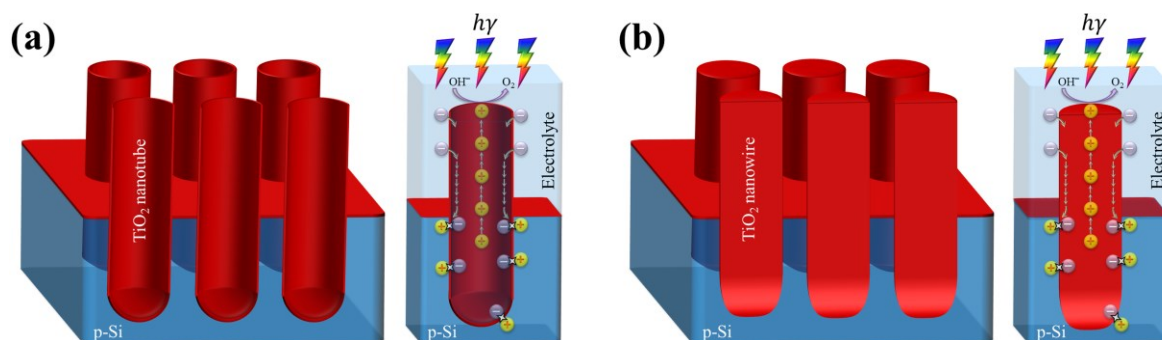 (a)
hγ
OH⁻
O₂
Electrolyte
TiO₂ nanotube
p-Si
p-Si
(b)
hγ
OH⁻
O₂
Electrolyte
TiO₂ nanowire
p-Si
p-Si